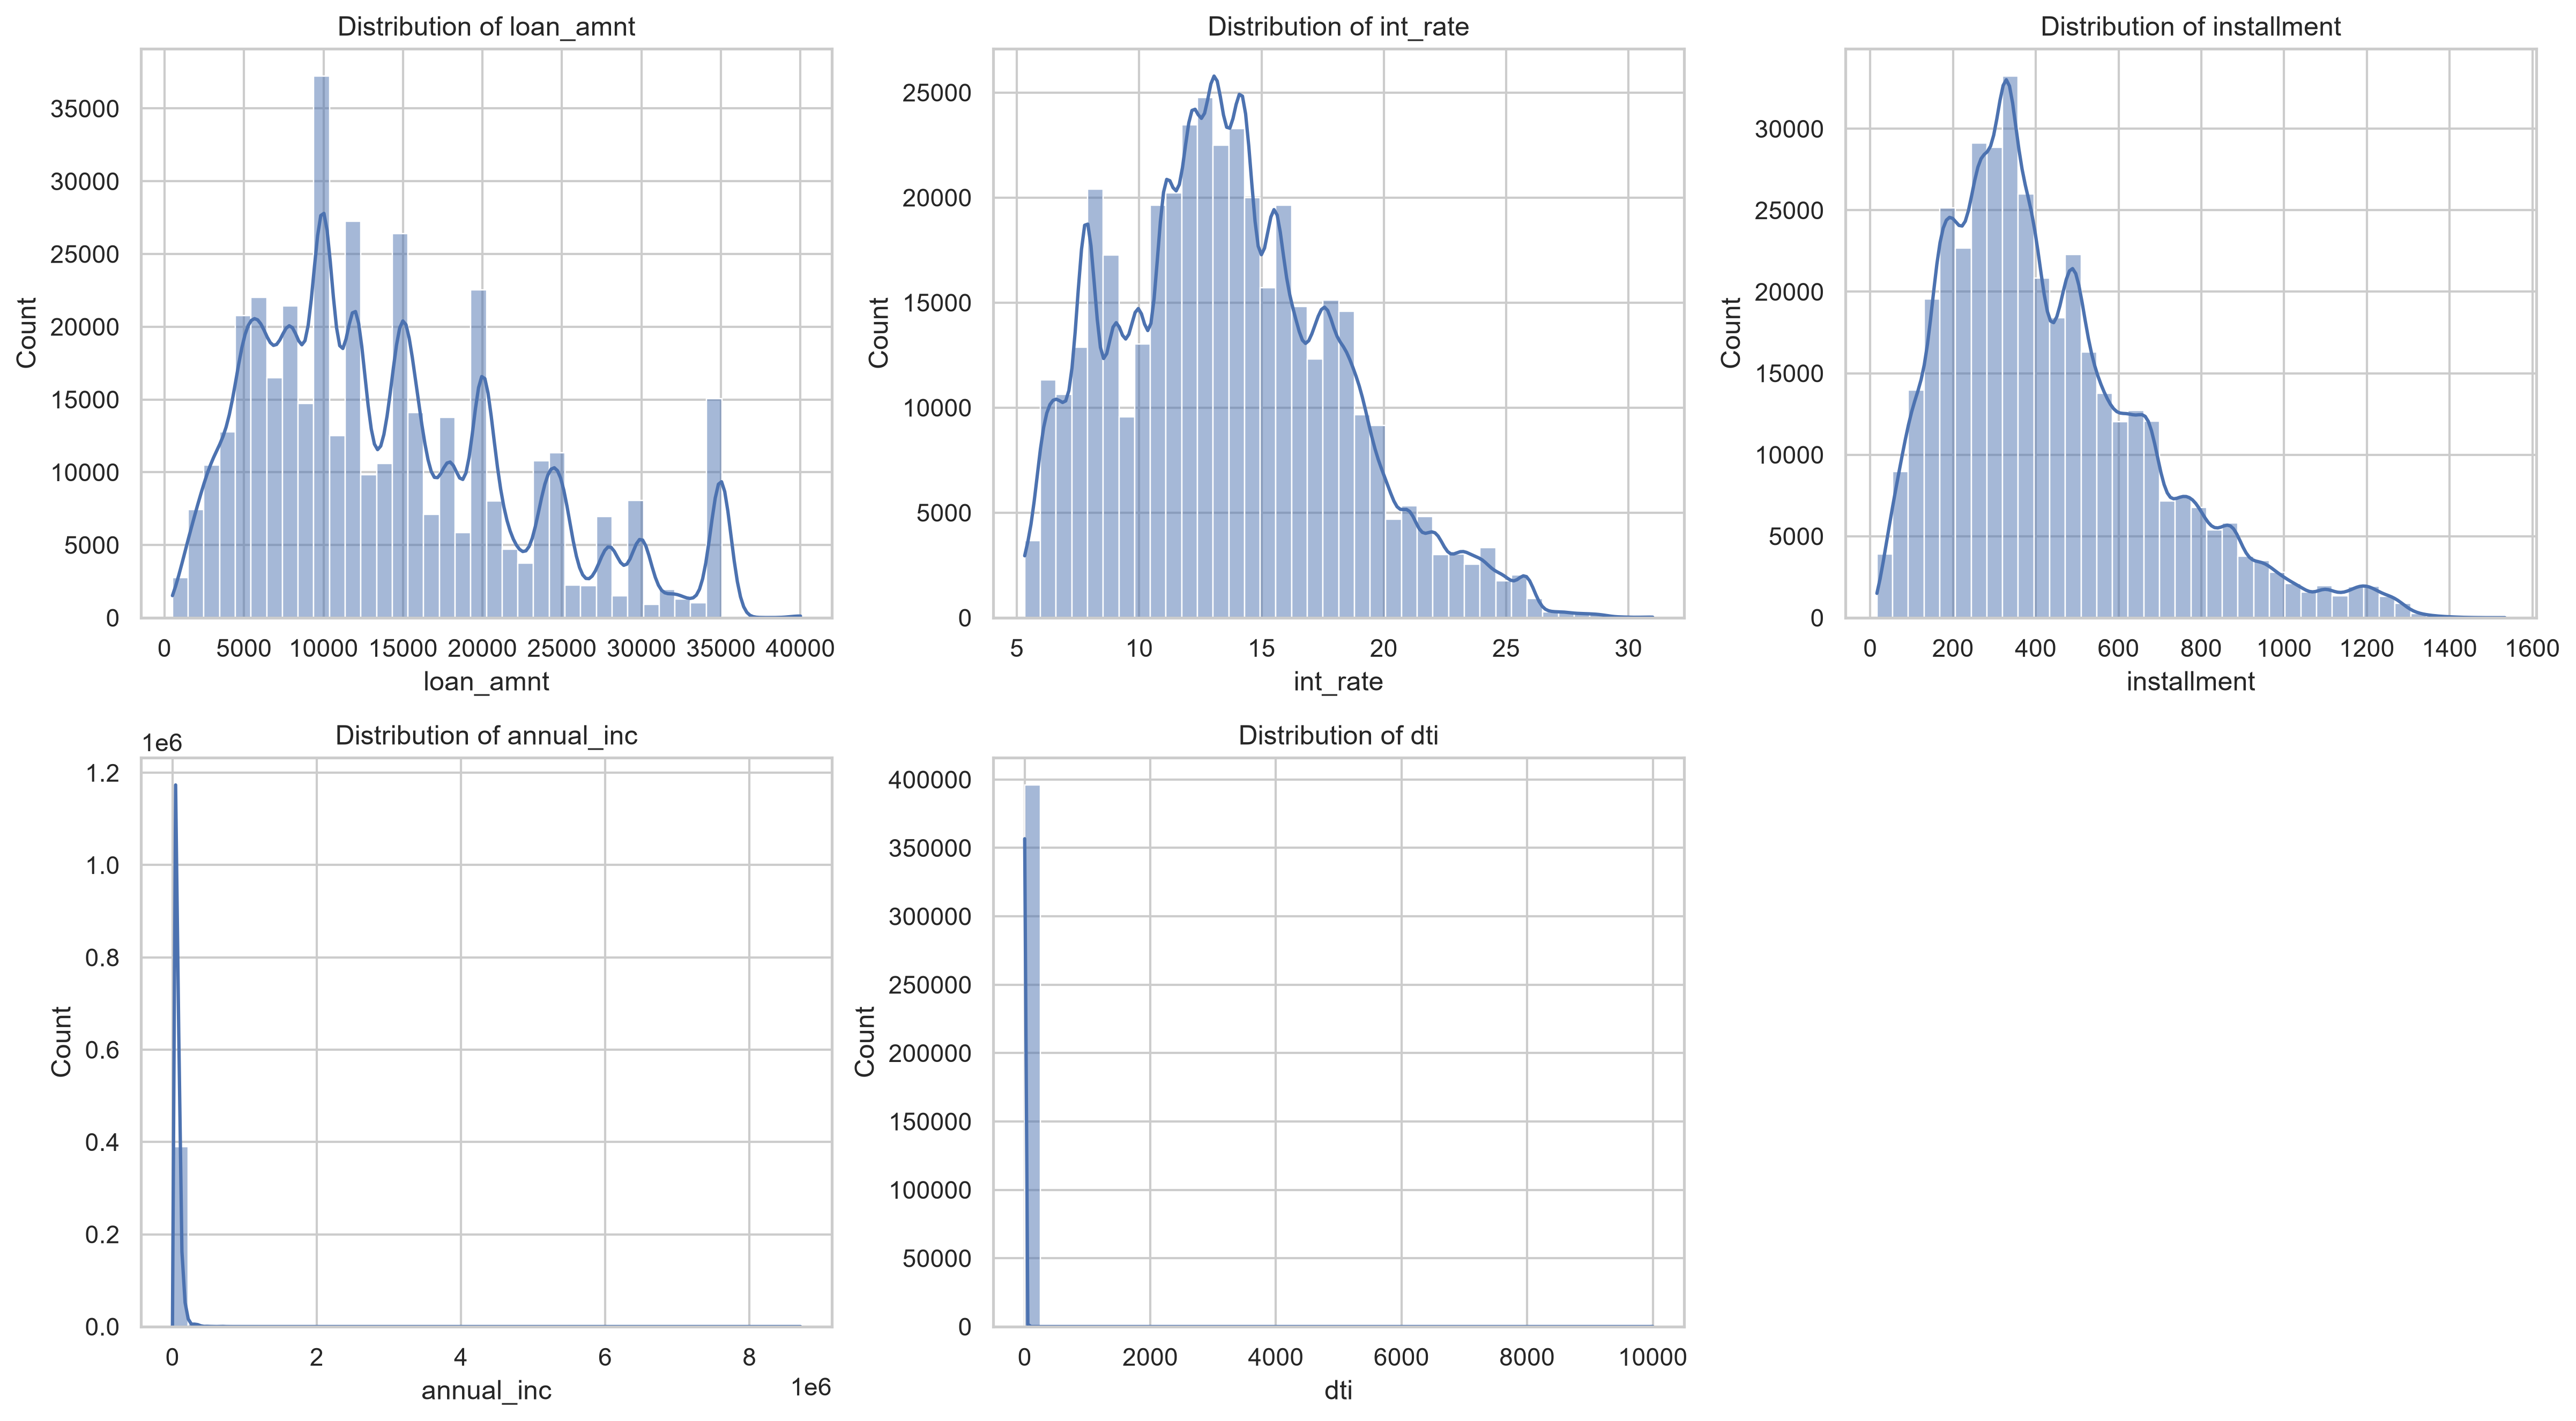 Distribution of loan_amnt
Count
35000
30000
25000
20000
15000
10000
5000
0
0 5000 10000 15000 20000 25000 30000 35000 40000
loan_amnt
Distribution of int_rate
Count
25000
20000
15000
10000
5000
0
5 10 15 20 25 30
int_rate
Distribution of installment
Count
30000
25000
20000
15000
10000
5000
0
0 200 400 600 800 1000 1200 1400 1600
installment
Distribution of annual_inc
1e6
Count
1.2
1.0
0.8
0.6
0.4
0.2
0.0
0 2 4 6 8
1e6
annual_inc
Distribution of dti
Count
400000
350000
300000
250000
200000
150000
100000
50000
0
0 2000 4000 6000 8000 10000
dti